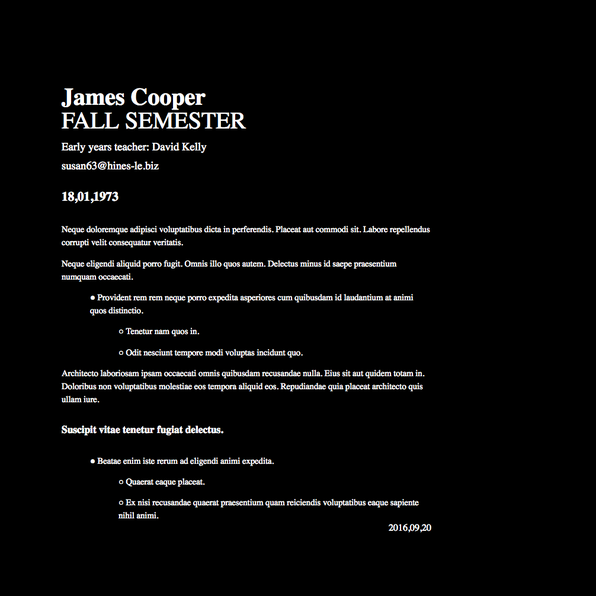 James Cooper
FALL SEMESTER
Early years teacher: David Kelly
susan63@hines-le.biz
18,01,1973
Neque doloremque adipisci voluptatibus dicta in perferendis. Placeat aut commodi sit. Labore repellendus
corrupti velit consequatur veritatis.
Neque eligendi aliquid porro fugit. Omnis illo quos autem. Delectus minus id saepe praesentium
numquam occaecati.
● Provident rem rem neque porro expedita asperiores cum quibusdam id laudantium at animi
quos distinctio.
○ Tenetur nam quos in.
○ Odit nesciunt tempore modi voluptas incidunt quo.
Architecto laboriosam ipsam occaecati omnis quibusdam recusandae nulla. Eius sit aut quidem totam in.
Doloribus non voluptatibus molestiae eos tempora aliquid eos. Repudiandae quia placeat architecto quis
ullam iure.
Suscipit vitae tenetur fugiat delectus.
● Beatae enim iste rerum ad eligendi animi expedita.
○ Quaerat eaque placeat.
○ Ex nisi recusandae quaerat praesentium quam reiciendis voluptatibus eaque sapiente
nihil animi.
2016,09,20